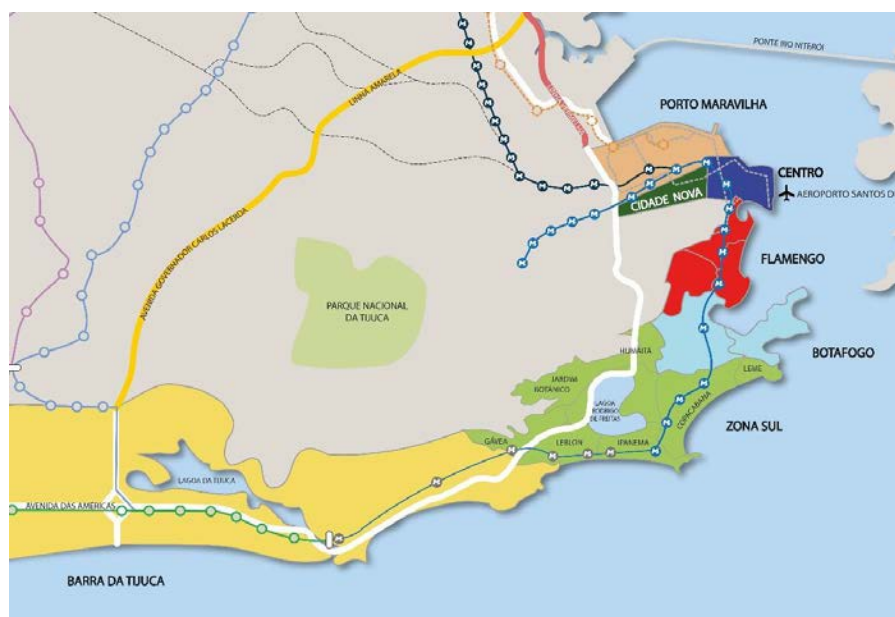 PONTE RIO NITEROI
LINHA AMARELA
PORTO MARAVILHA
CENTRO
AEROPORTO SANTOS DU
CIDADE NOVA
AVENIDA GOVERNADOR CARLOS LACERDA
FLAMENGO
PARQUE NACIONAL
DA TIJUCA
HUMAITÁ
BOTAFOGO
JARDIM
BOTÂNICO
LEME
LAGOA
RODRIGO
DE FREITAS
COPACABANA
ZONA SUL
GÁVEA
LEBLON
IPANEMA
LAGOA DA TIJUCA
AVENIDA DAS AMÉRICAS
BARRA DA TIJUCA